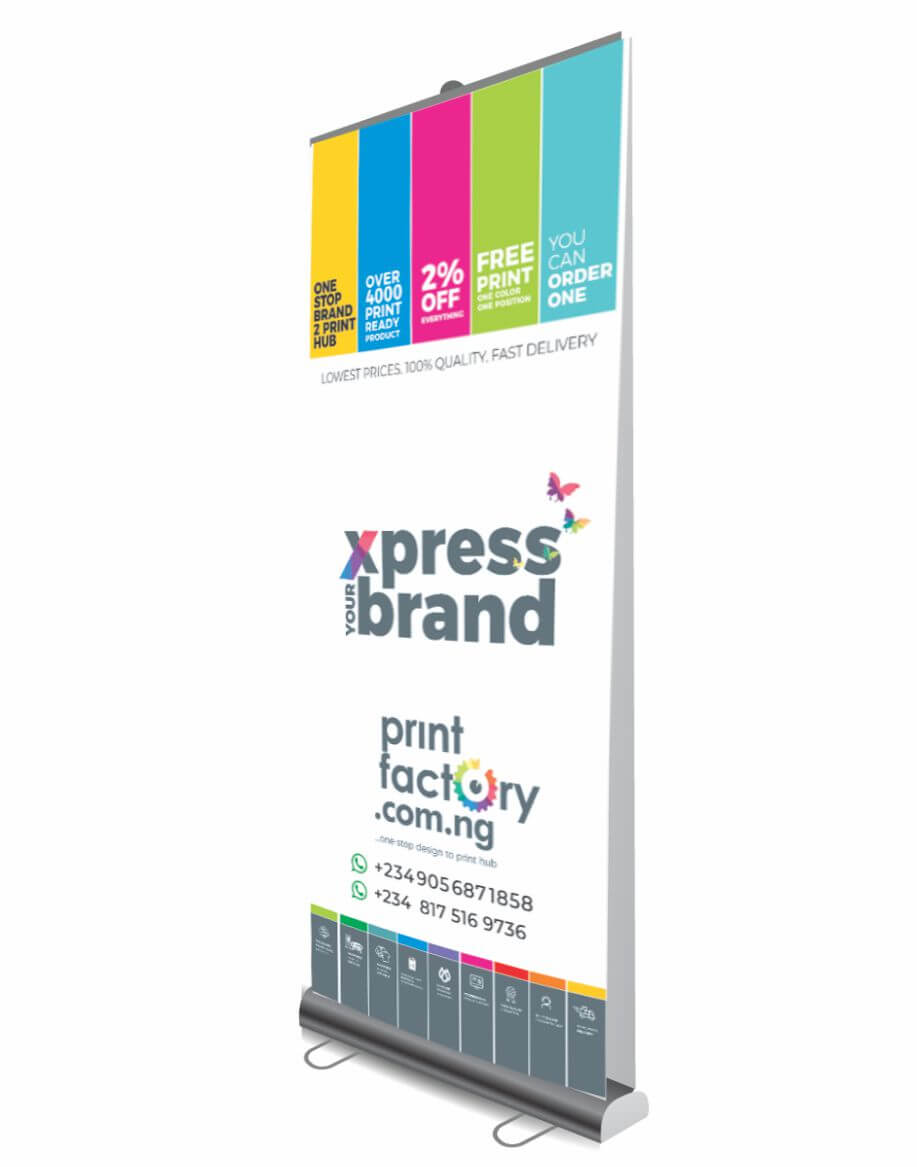 ONE
STOP
BRAND
2 PRINT
HUB
OVER
4000
PRINT
READY
PRODUCT
2%
OFF
EVERYTHING
FREE
PRINT
ONE COLOR
ONE POSITION
YOU
CAN
ORDER
ONE
LOWEST PRICES, 100% QUALITY, FAST DELIVERY
xpress
YOUR
brand
print
factory
.com.ng
...one stop design to print hub
+2349056871858
+234 817 516 9736